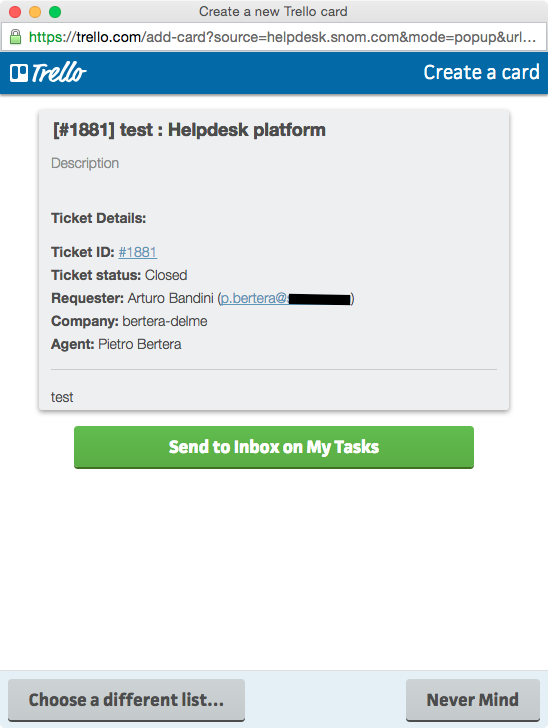 Create a new Trello card
https://trello.com/add-card?source=helpdesk.snom.com&mode=popup&url...
Trello
Create a card
[#1881] test : Helpdesk platform
Description
Ticket Details:
Ticket ID: #1881
Ticket status: Closed
Requester: Arturo Bandini (p.bertera@)
Company: bertera-delme
Agent: Pietro Bertera
test
Send to Inbox on My Tasks
Choose a different list...
Never Mind